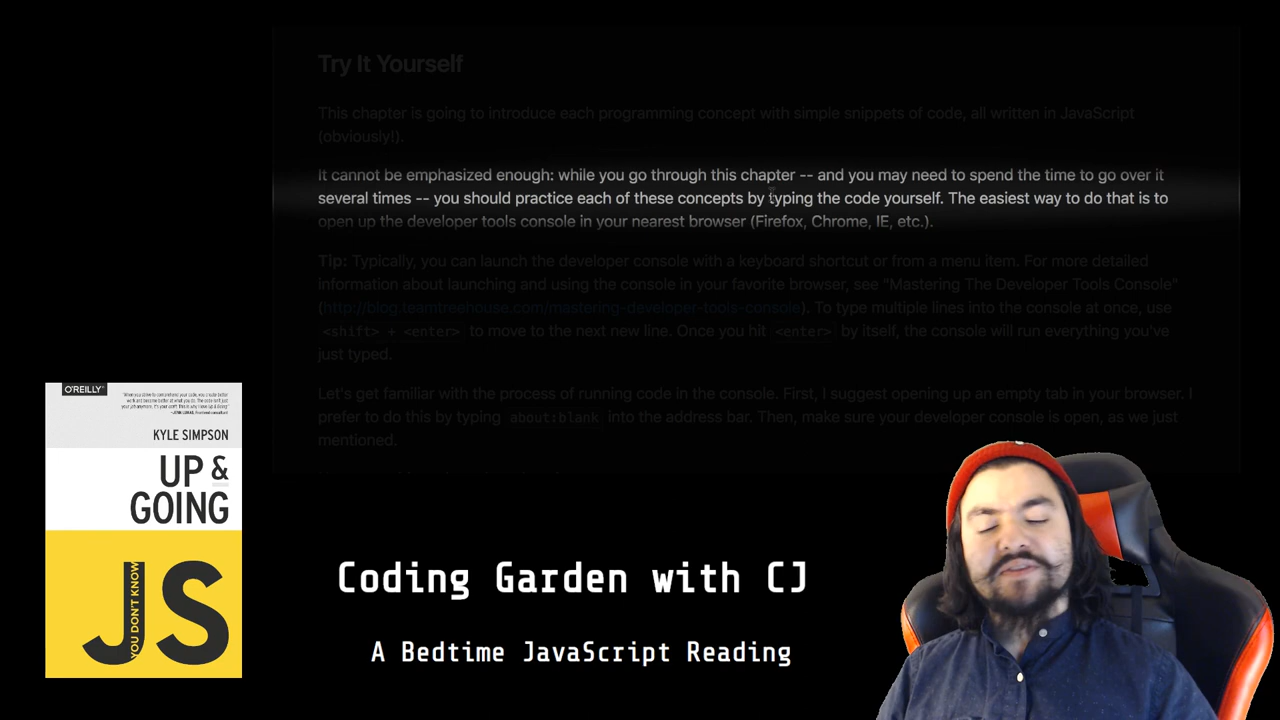 Try It Yourself
This chapter is going to introduce each programming concept with simple snippets of code, all written in JavaScript
(obviously!).
It cannot be emphasized enough: while you go through this chapter -- and you may need to spend the time to go over it
several times -- you should practice each of these concepts by typing the code yourself. The easiest way to do that is to
open up the developer tools console in your nearest browser (Firefox, Chrome, IE, etc.).
Tip: Typically, you can launch the developer console with a keyboard shortcut or from a menu item. For more detailed
information about launching and using the console in your favorite browser, see "Mastering The Developer Tools Console"
(http://blog.teamtreehouse.com/mastering-developer-tools-console). To type multiple lines into the console at once, use
<shift> + <enter> to move to the next new line. Once you hit <enter> by itself, the console will run everything you've
just typed.
Let's get familiar with the process of running code in the console. First, I suggest opening up an empty tab in your browser. I
prefer to do this by typing about:blank into the address bar. Then, make sure your developer console is open, as we just
mentioned.
O'REILLY
KYLE SIMPSON
UP &
GOING
YOU DON'T KNOW
JS
Coding Garden with CJ
A Bedtime JavaScript Reading